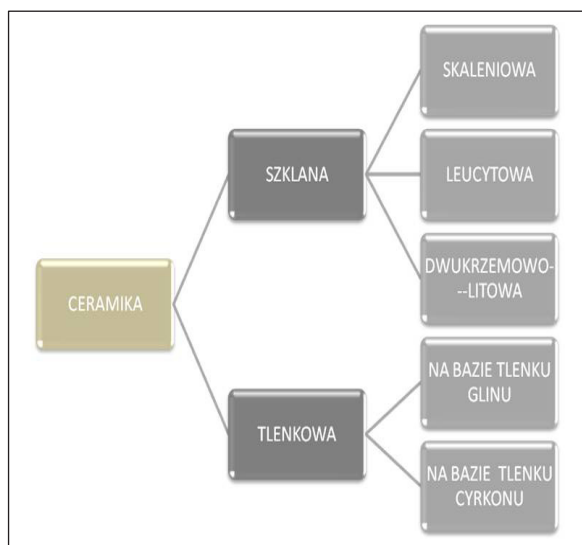 CERAMIKA
SZKLANA
SKALENIOWA
LEUCYTOWA
DWUKRZEMOWO-
--LITOWA
TLENKOWA
NA BAZIE TLENKU
GLINU
NA BAZIE TLENKU
CYRKONU